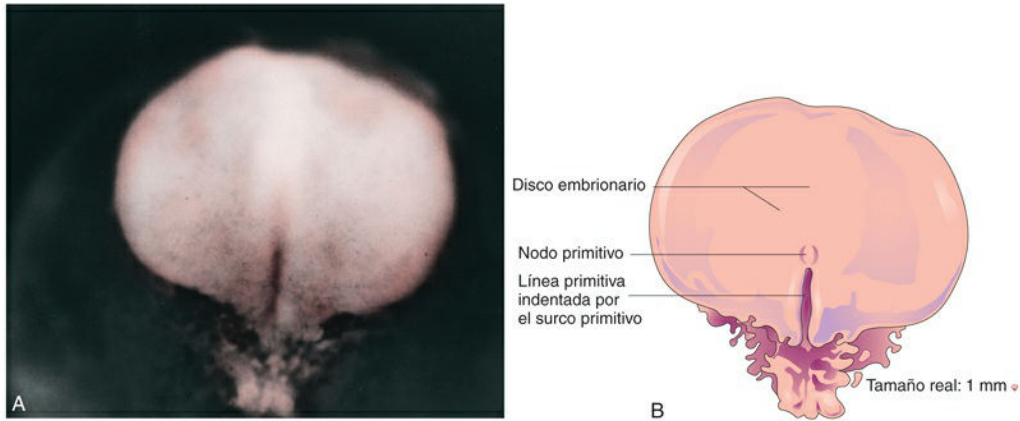 A
Disco embrionario
Nodo primitivo
Línea primitiva
indentada por
el surco primitivo
Tamaño real: 1 mm
B